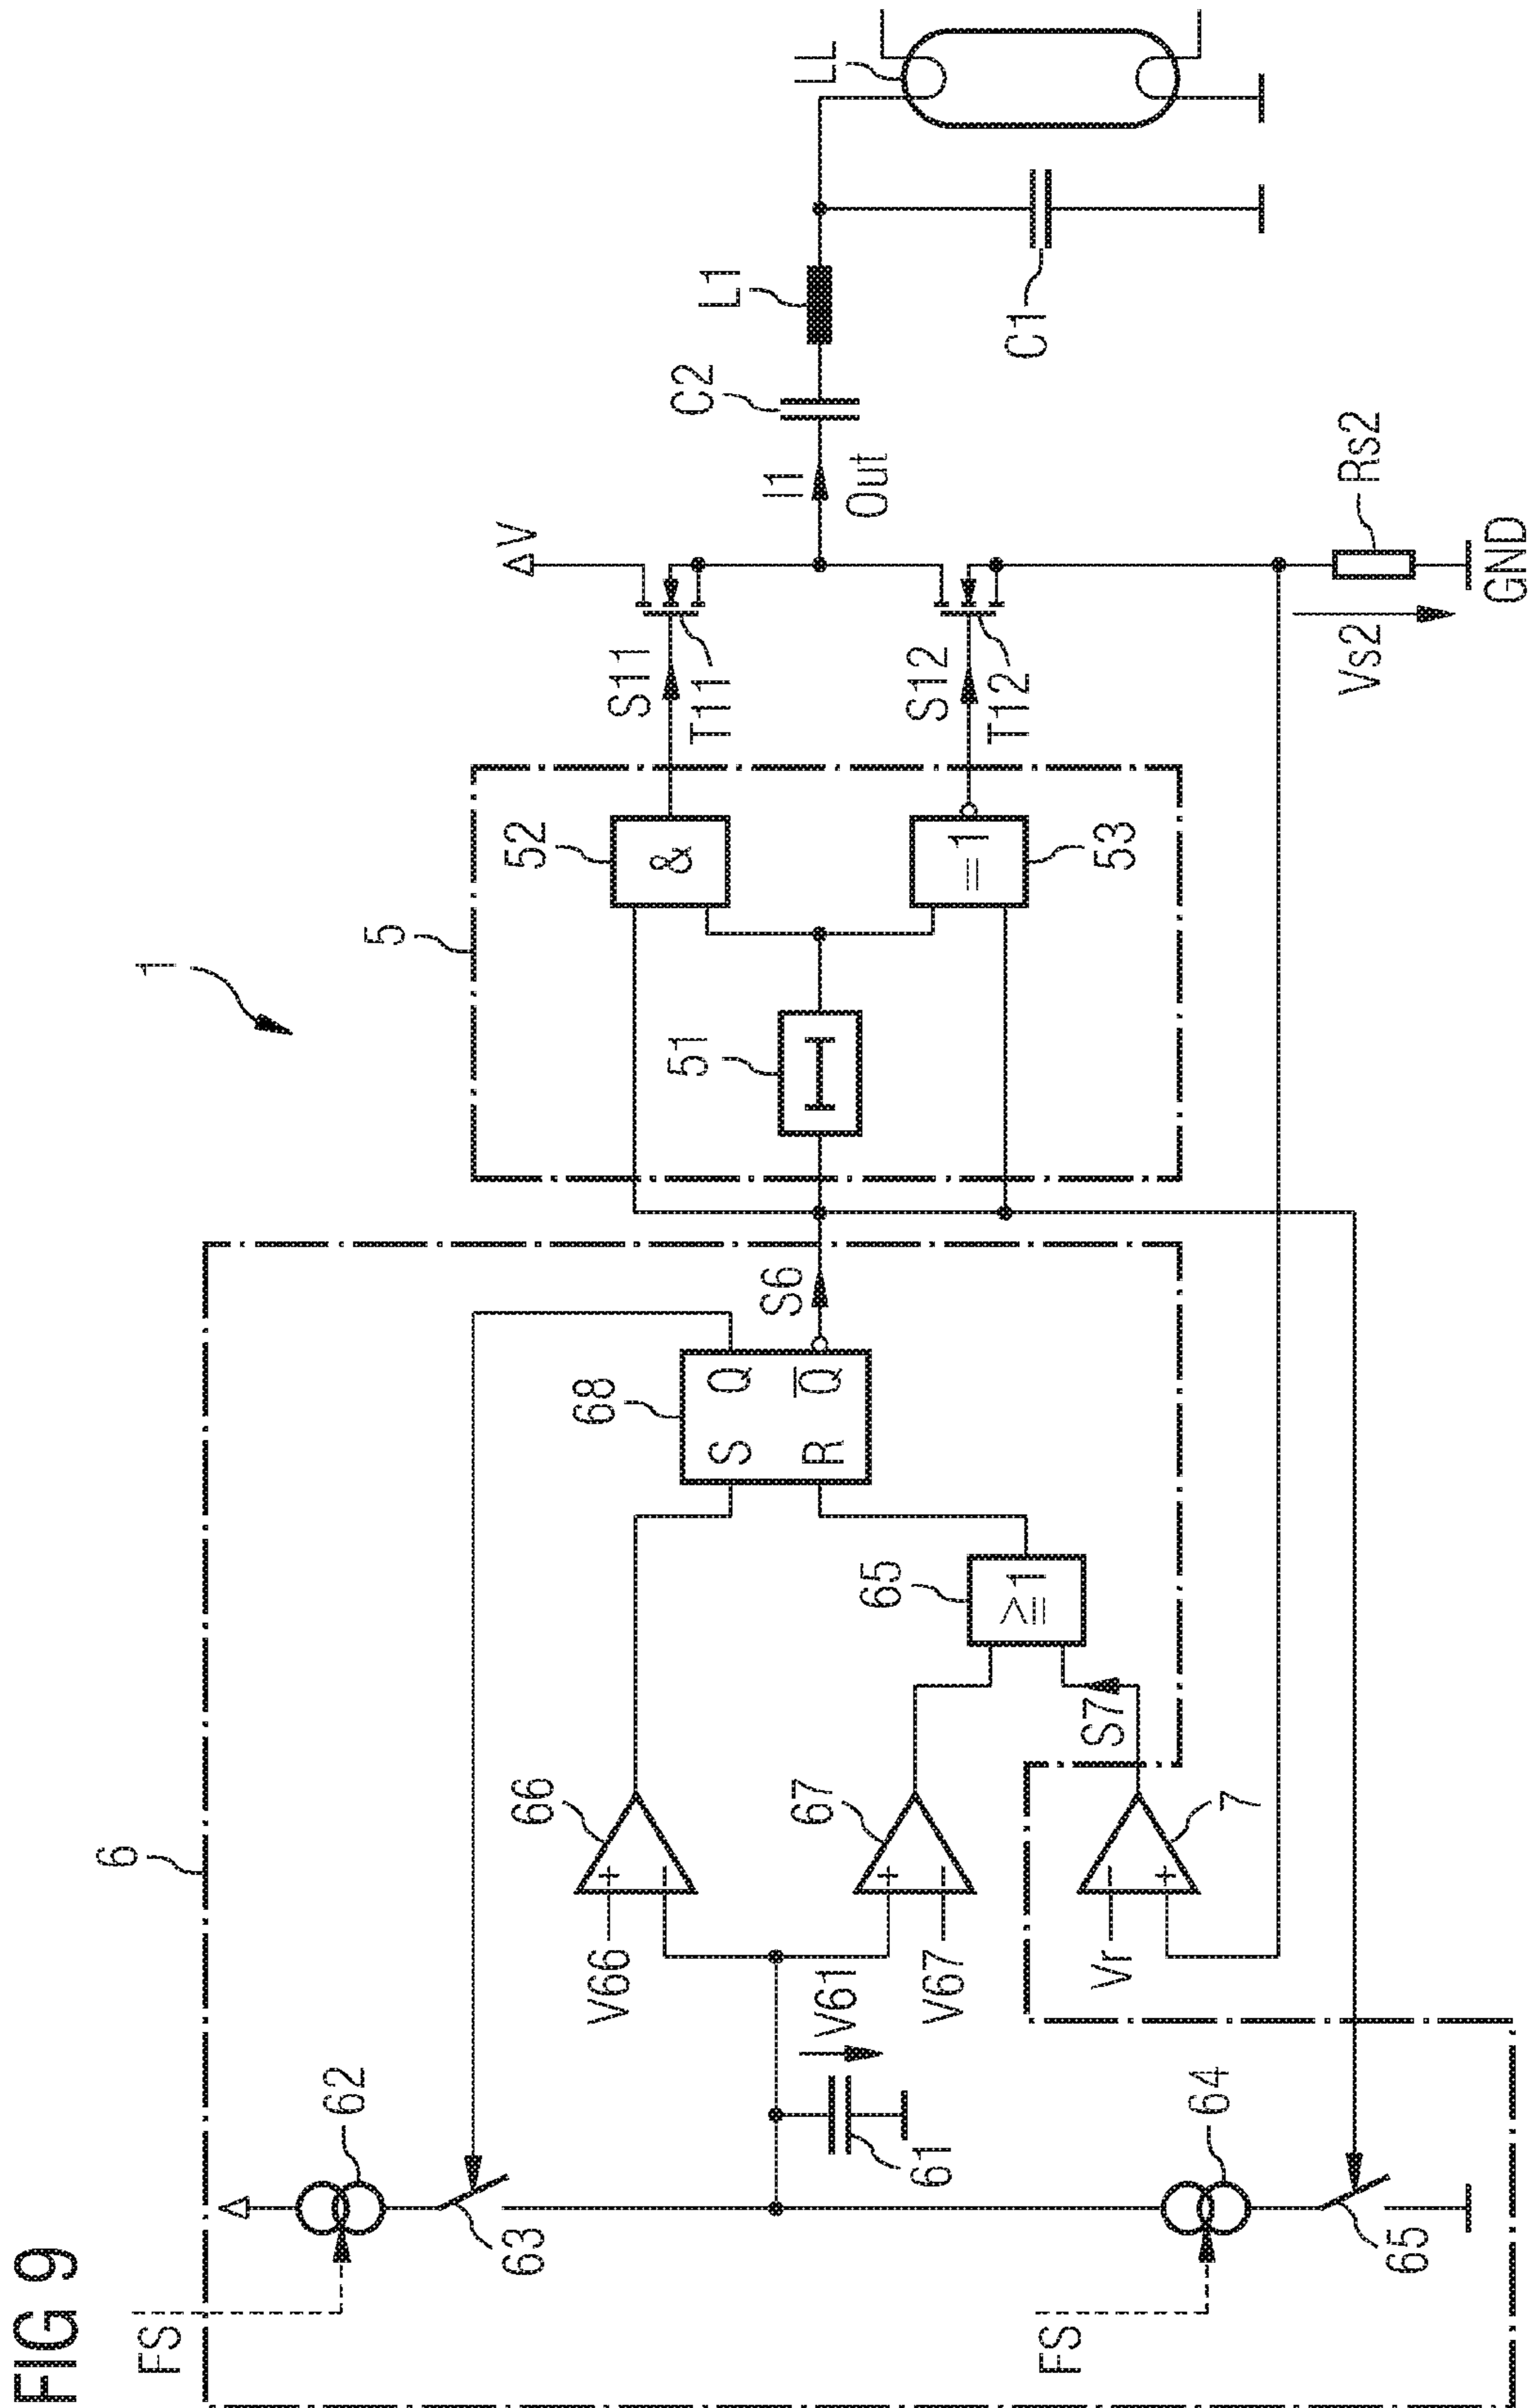 FIG 9
1
6
FS
62
63
FS
64
65
61
V61
V66
66
V67
67
Vr
7
S7
65
≥1
68
S
Q
R
Q̅
S6
5
51
52
&
53
=1
S11
T11
S12
T12
V
I1
Out
C2
L1
C1
LL
Rs2
Vs2
GND
+
−
+
−
−
+